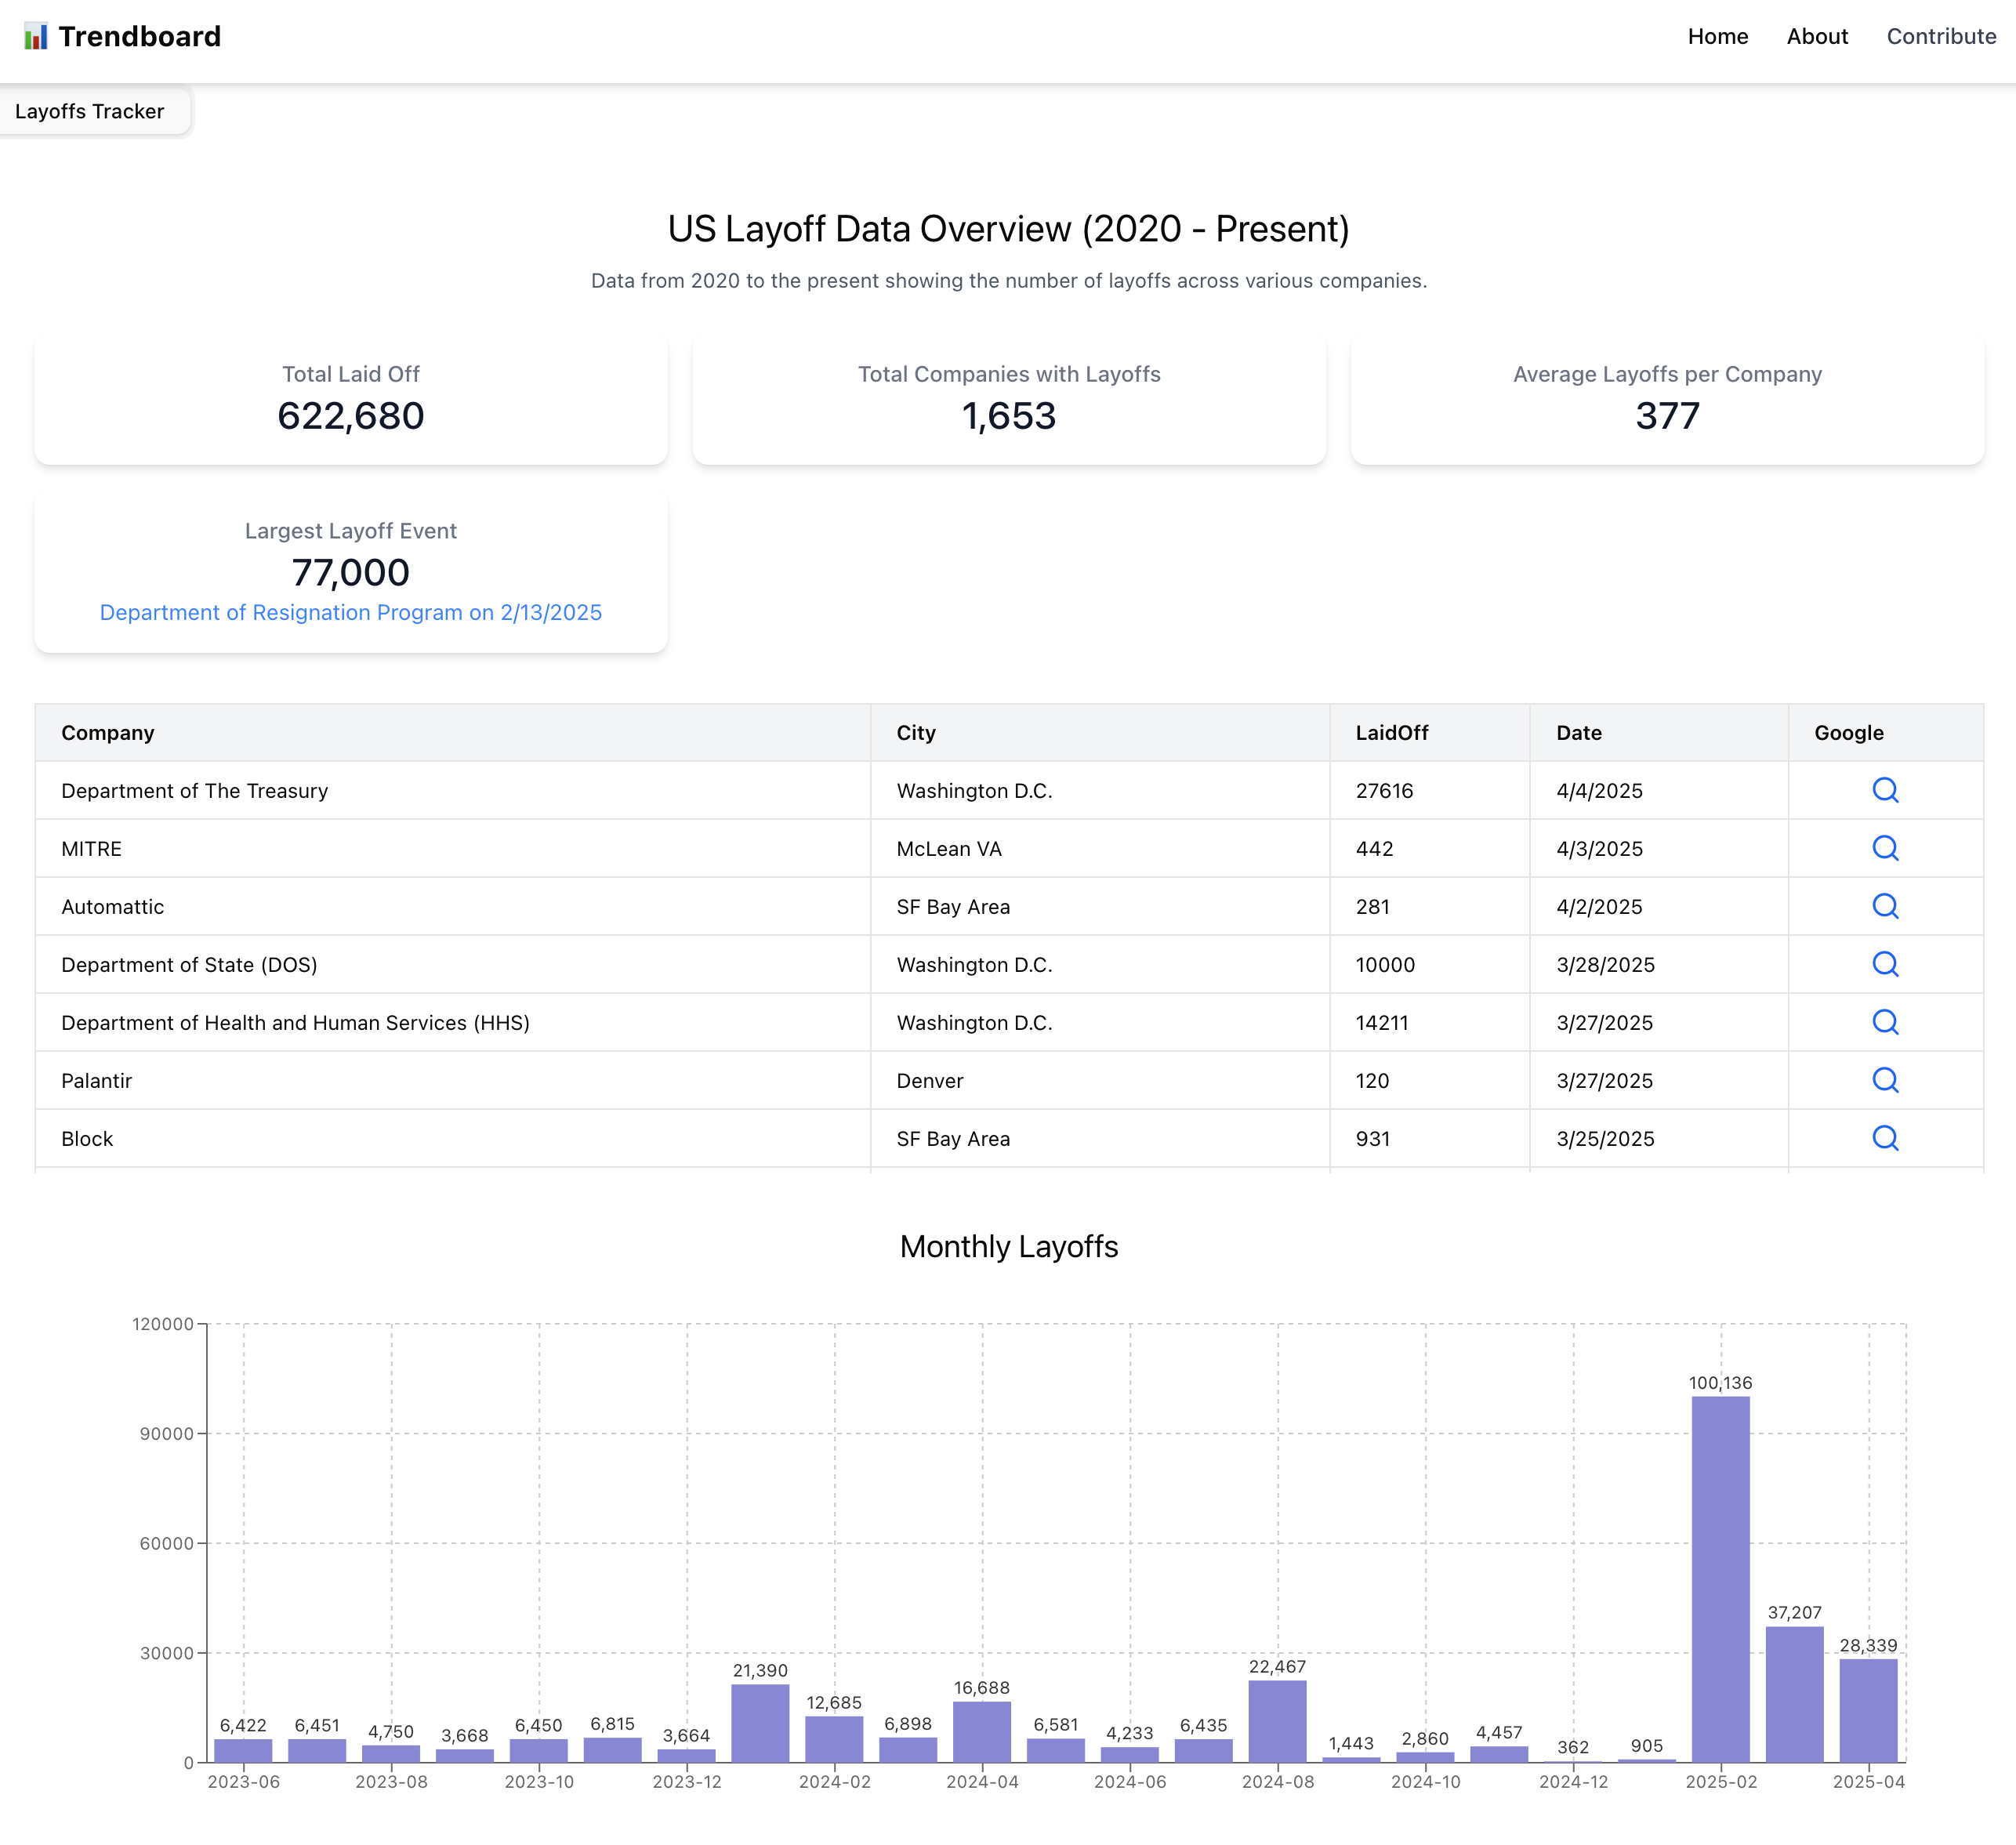 Trendboard
Home About Contribute
Layoffs Tracker
US Layoff Data Overview (2020 - Present)
Data from 2020 to the present showing the number of layoffs across various companies.
Total Laid Off
622,680
Total Companies with Layoffs
1,653
Average Layoffs per Company
377
Largest Layoff Event
77,000
Department of Resignation Program on 2/13/2025
Company City LaidOff Date Google
Department of The Treasury Washington D.C. 27616 4/4/2025
MITRE McLean VA 442 4/3/2025
Automattic SF Bay Area 281 4/2/2025
Department of State (DOS) Washington D.C. 10000 3/28/2025
Department of Health and Human Services (HHS) Washington D.C. 14211 3/27/2025
Palantir Denver 120 3/27/2025
Block SF Bay Area 931 3/25/2025
Monthly Layoffs
120000
90000
60000
30000
0
6,422 6,451 4,750 3,668 6,450 6,815 3,664 21,390 12,685 6,898 16,688 6,581 4,233 6,435 22,467 1,443 2,860 4,457 362 905 100,136 37,207 28,339
2023-06 2023-08 2023-10 2023-12 2024-02 2024-04 2024-06 2024-08 2024-10 2024-12 2025-02 2025-04